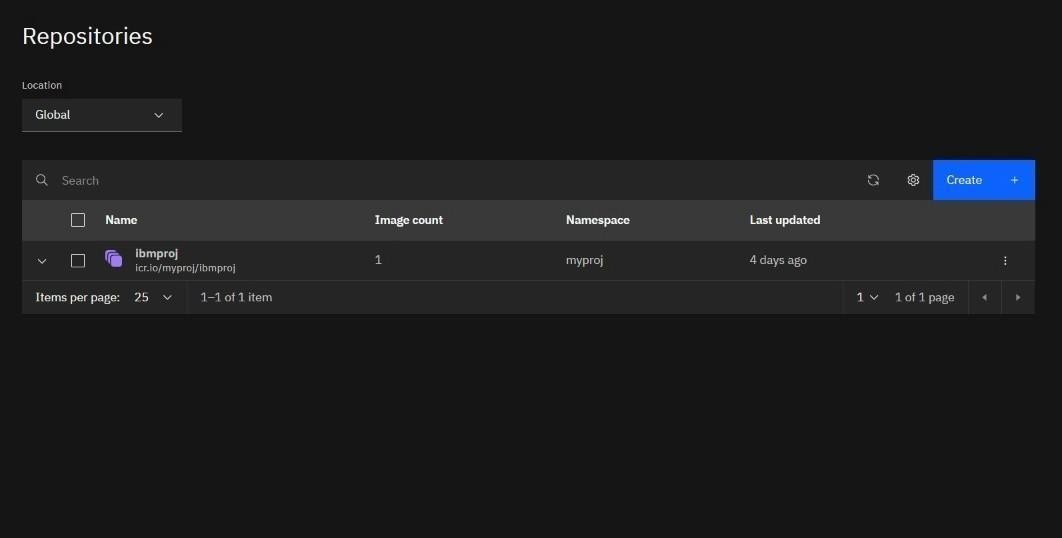 Repositories
Location
Global
Search
Create +
Name Image count Namespace Last updated
ibmproj
icr.io/myproj/ibmproj
1 myproj 4 days ago
Items per page: 25 1–1 of 1 item 1 1 of 1 page